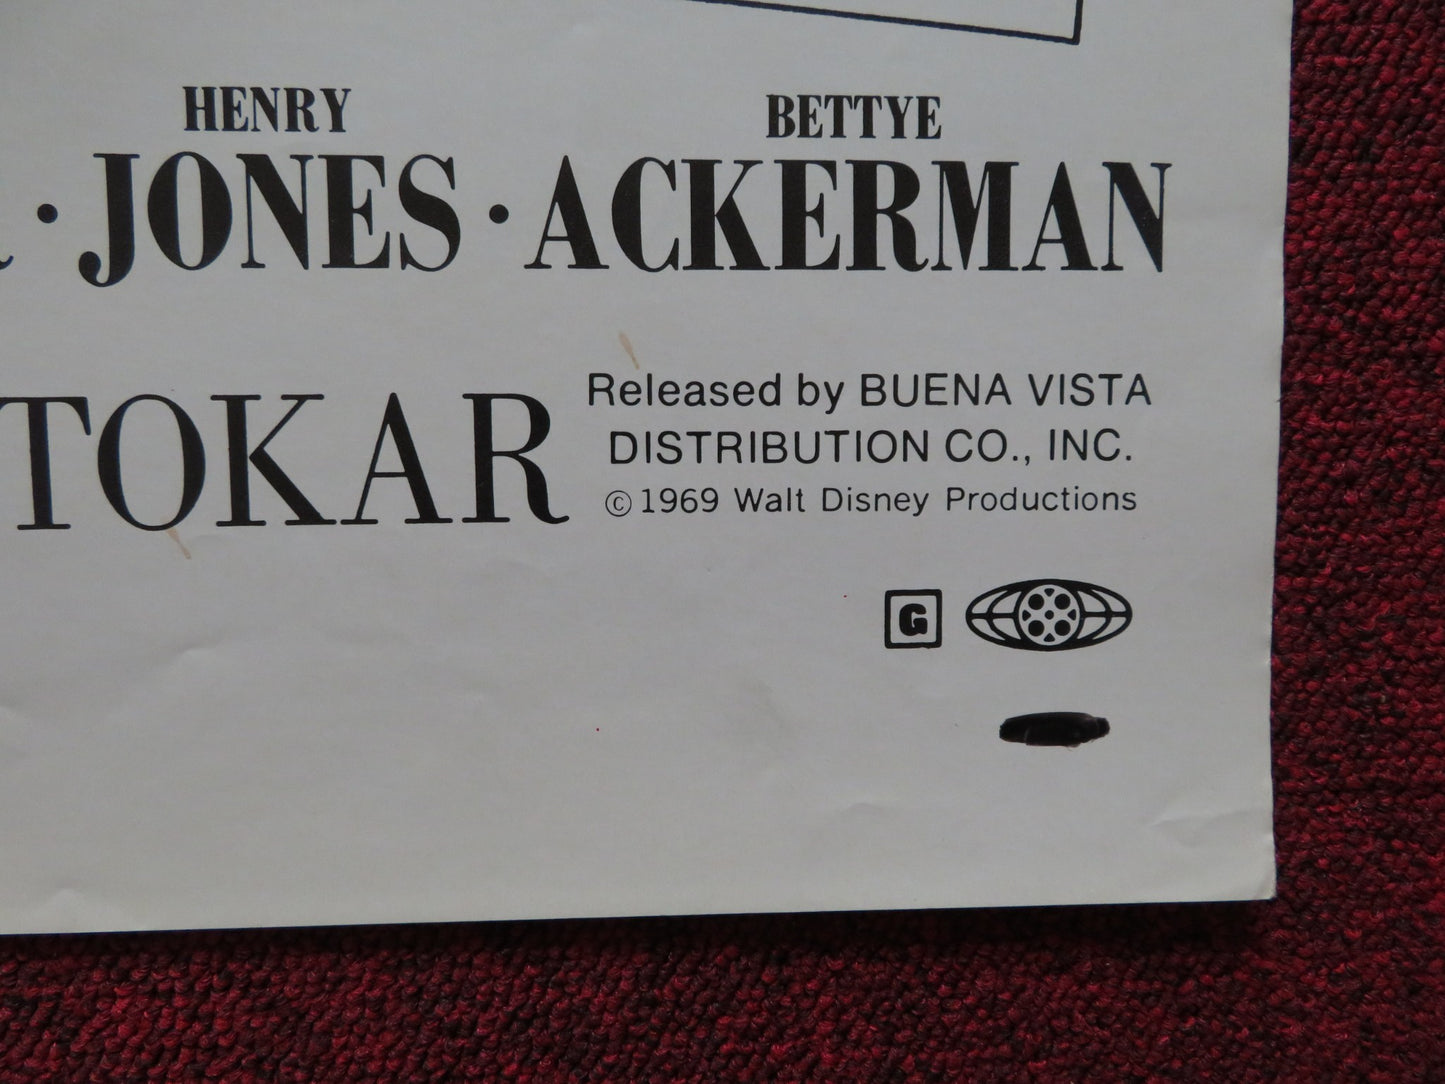 HENRY BETTYE
· JONES · ACKERMAN
TOKAR
Released by BUENA VISTA
DISTRIBUTION CO., INC.
© 1969 Walt Disney Productions
G